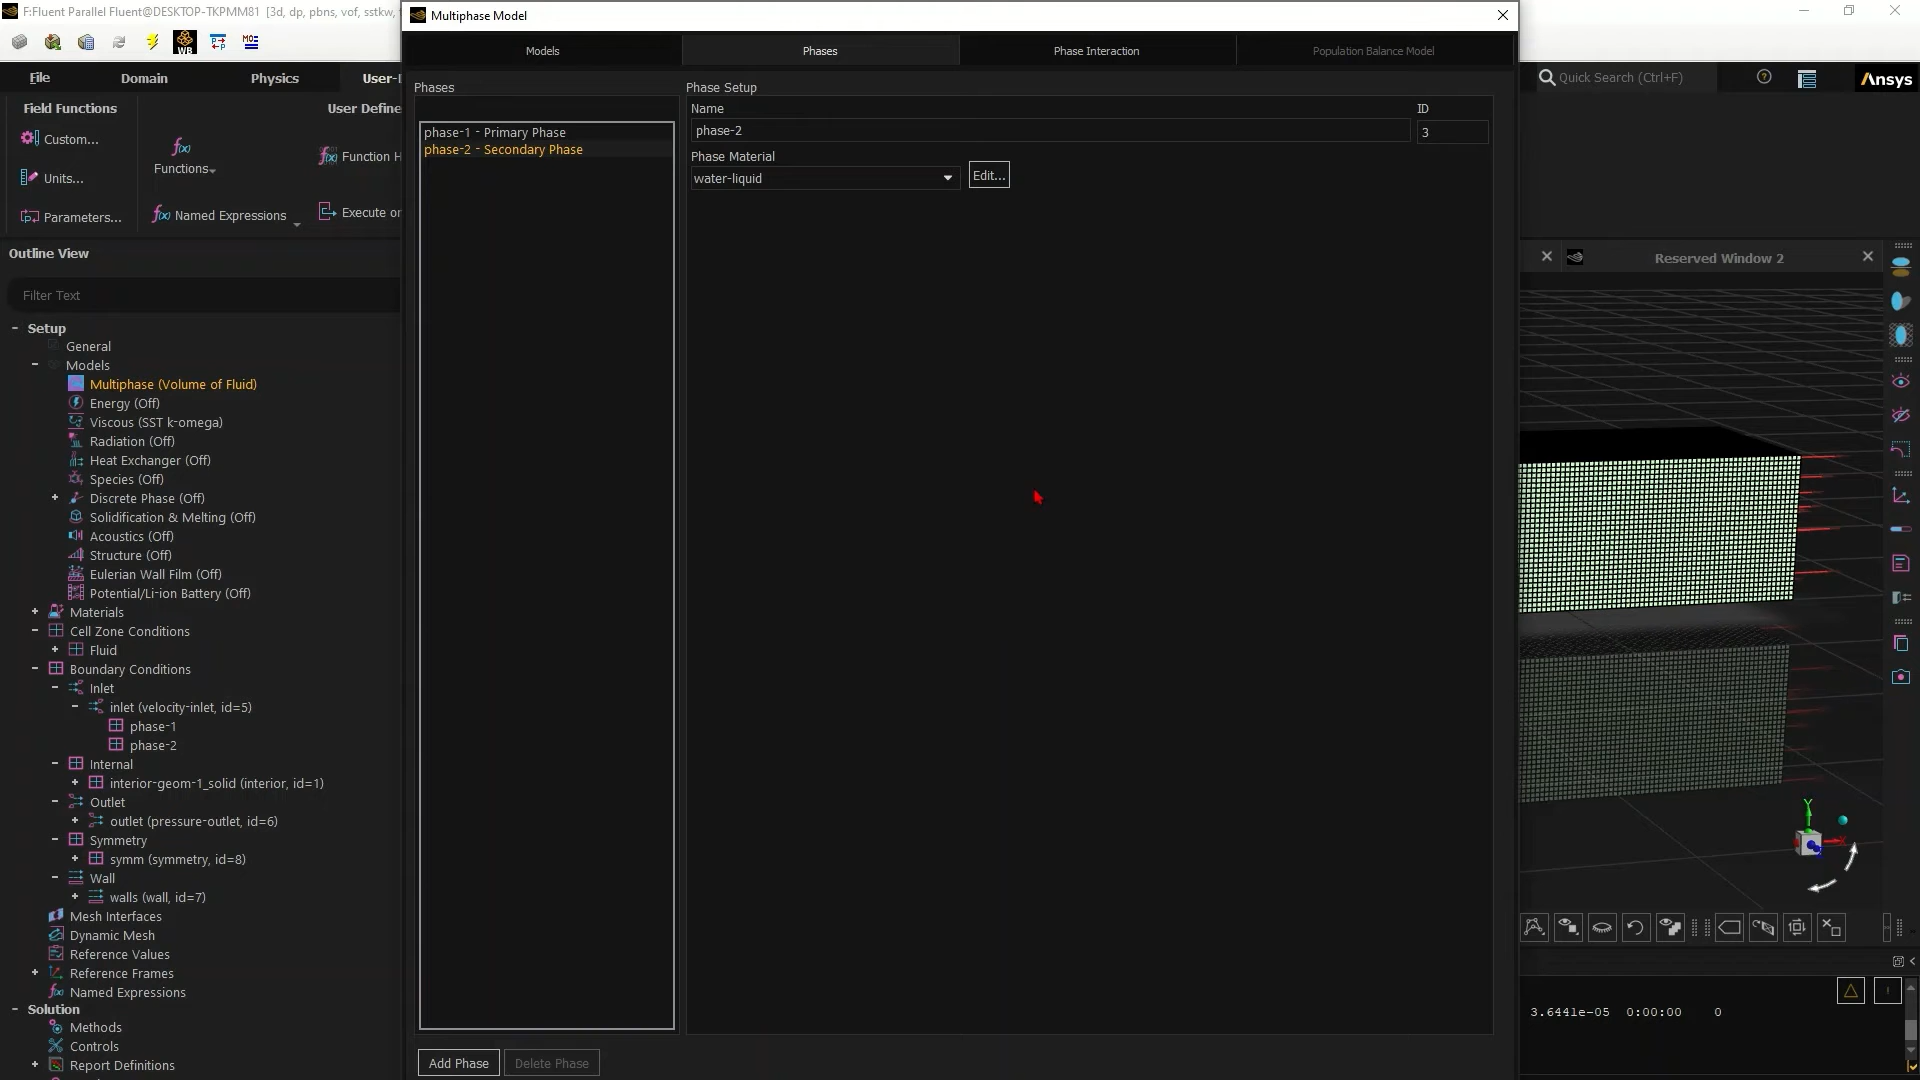 F:Fluent Parallel Fluent@DESKTOP-TKPMM81 [3d, dp, pbns, vof, sstkw,
Multiphase Model
WB
File
Domain
Physics
User-
Models
Phases
Phase Interaction
Population Balance Model
Quick Search (Ctrl+F)
Ansys
Field Functions
User Define
Custom...
Units...
Parameters...
Functions
Named Expressions
Function H
Execute on
Phases
phase-1 - Primary Phase
phase-2 - Secondary Phase
Phase Setup
Name
ID
phase-2
3
Phase Material
water-liquid
Edit...
Add Phase
Delete Phase
Outline View
Filter Text
Setup
General
Models
Multiphase (Volume of Fluid)
Energy (Off)
Viscous (SST k-omega)
Radiation (Off)
Heat Exchanger (Off)
Species (Off)
Discrete Phase (Off)
Solidification & Melting (Off)
Acoustics (Off)
Structure (Off)
Eulerian Wall Film (Off)
Potential/Li-ion Battery (Off)
Materials
Cell Zone Conditions
Fluid
Boundary Conditions
Inlet
inlet (velocity-inlet, id=5)
phase-1
phase-2
Internal
interior-geom-1_solid (interior, id=1)
Outlet
outlet (pressure-outlet, id=6)
Symmetry
symm (symmetry, id=8)
Wall
walls (wall, id=7)
Mesh Interfaces
Dynamic Mesh
Reference Values
Reference Frames
Named Expressions
Solution
Methods
Controls
Report Definitions
Reserved Window 2
Y
3.6441e-05 0:00:00 0